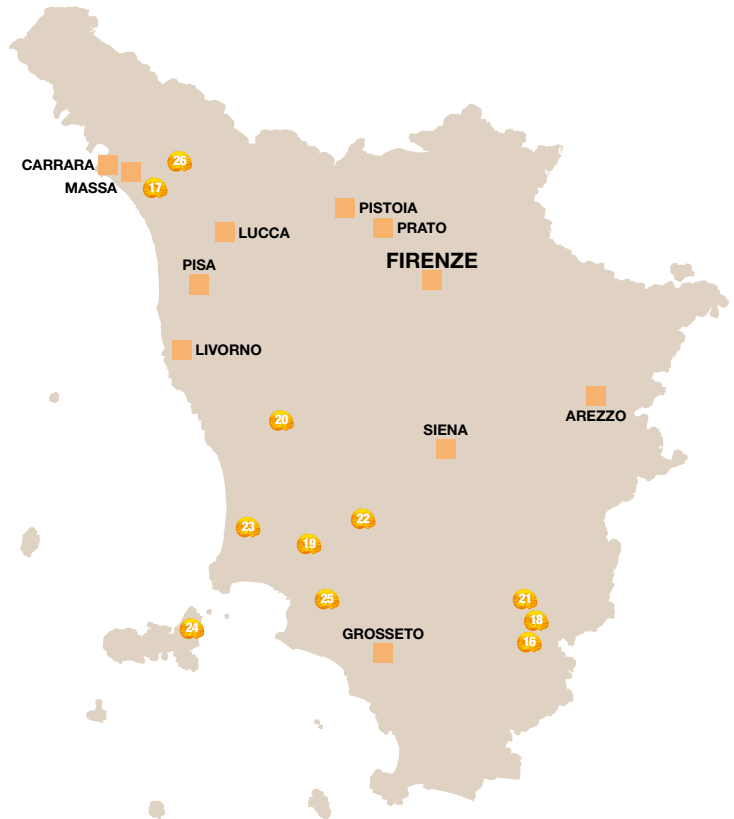 CARRARA
26
MASSA
17
PISTOIA
PRATO
LUCCA
FIRENZE
PISA
LIVORNO
AREZZO
20
SIENA
22
23
19
25
21
18
24
GROSSETO
16